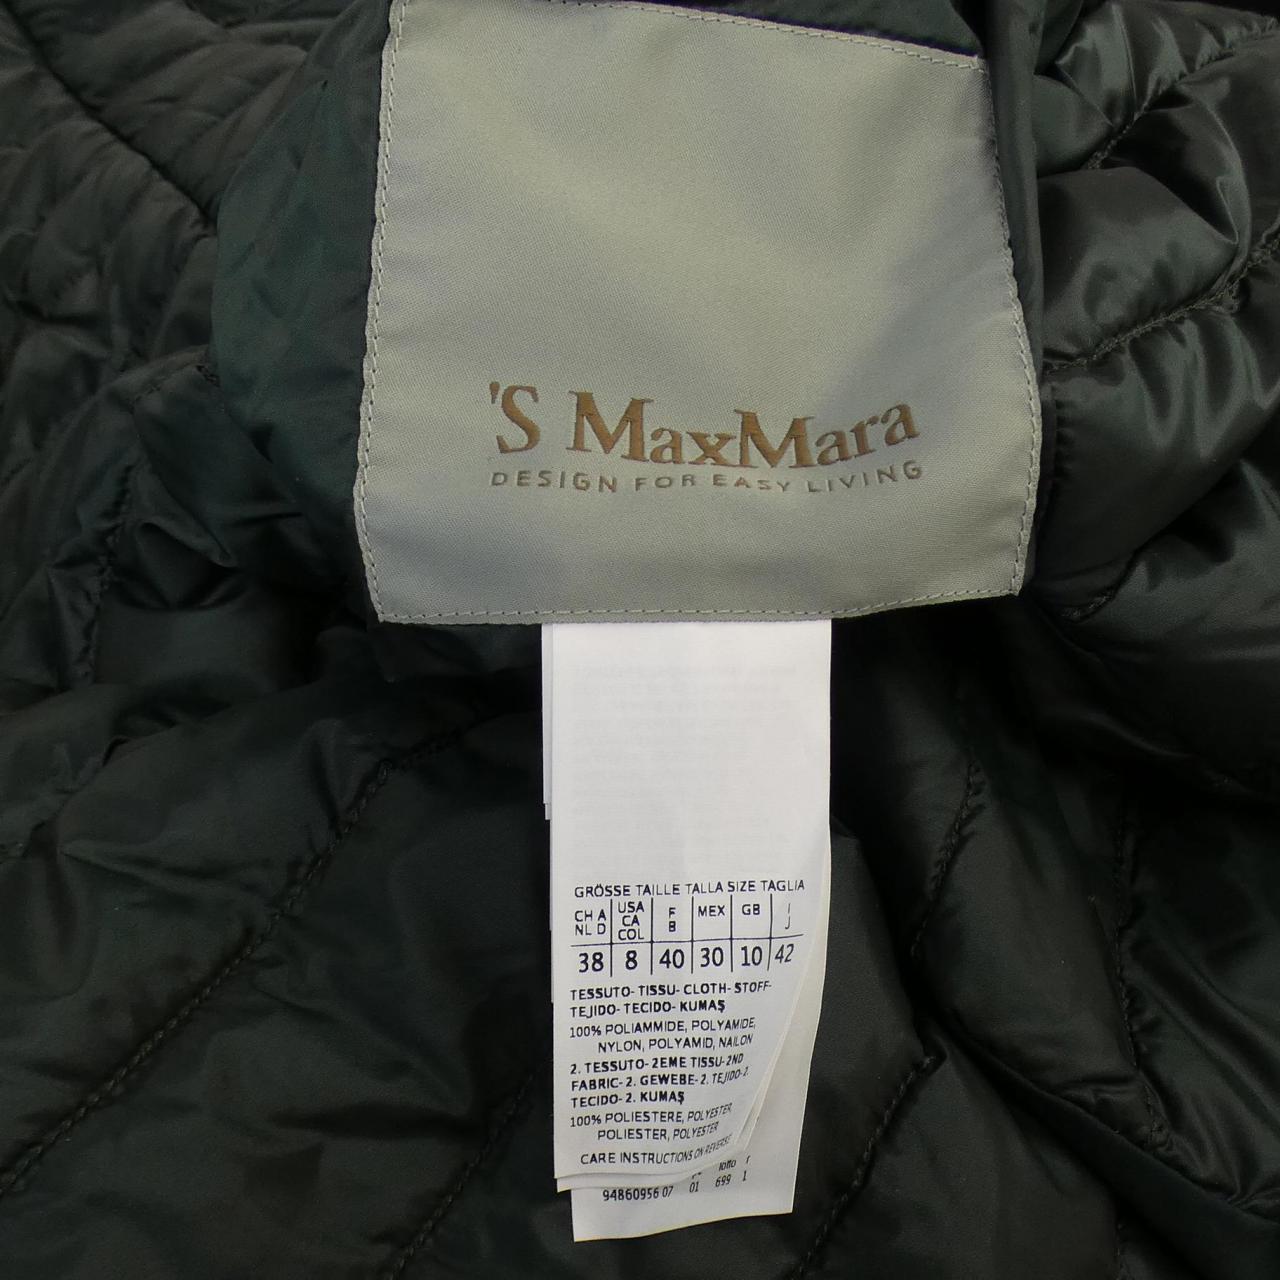 'S MaxMara
DESIGN FOR EASY LIVING
GRÖSSE TAILLE TALLA SIZE TAGLIA
CH A NL D USA CA COL F B MEX GB I J
38 8 40 30 10 42
TESSUTO-TISSU-CLOTH-STOFF-
TEJIDO-TECIDO-KUMAŞ
100% POLIAMMIDE, POLYAMIDE,
NYLON, POLYAMID, NAILON
2. TESSUTO-2EME TISSU-2ND
FABRIC-2. GEWEBE-2. TEJIDO-2.
TECIDO-2. KUMAŞ
100% POLIESTERE, POLYESTER,
POLIESTER, POLYESTER
CARE INSTRUCTIONS ON REVERSE
lotto
94860956 07 01 699 1